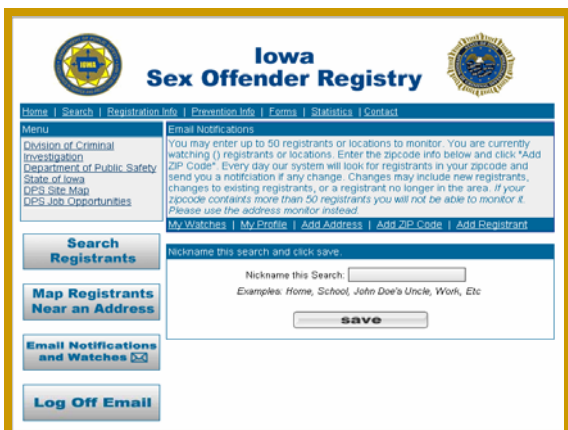 Iowa
Sex Offender Registry
IOWA
Home | Search | Registration Info | Prevention Info | Forms | Statistics | Contact
Menu
Division of Criminal
Investigation
Department of Public Safety
State of Iowa
DPS Site Map
DPS Job Opportunities
Search
Registrants
Map Registrants
Near an Address
Email Notifications
and Watches
Log Off Email
Email Notifications
You may enter up to 50 registrants or locations to monitor. You are currently
watching () registrants or locations. Enter the zipcode info below and click "Add
ZIP Code". Every day our system will look for registrants in your zipcode and
send you a notifciation if any change. Changes may include new registrants,
changes to existing registrants, or a registrant no longer in the area. If your
zipcode containts more than 50 registrants you will not be able to monitor it.
Please use the address monitor instead.
My Watches | My Profile | Add Address | Add ZIP Code | Add Registrant
Nickname this search and click save.
Nickname this Search:
Examples: Home, School, John Doe's Uncle, Work, Etc
save